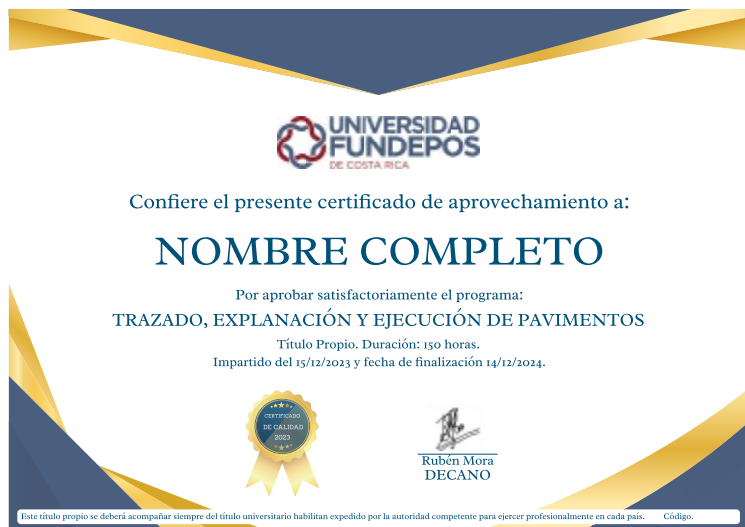 UNIVERSIDAD
FUNDEPOS
DE COSTA RICA
Confiere el presente certificado de aprovechamiento a:
NOMBRE COMPLETO
Por aprobar satisfactoriamente el programa:
TRAZADO, EXPLANACIÓN Y EJECUCIÓN DE PAVIMENTOS
Título Propio. Duración: 150 horas.
Impartido del 15/12/2023 y fecha de finalización 14/12/2024.
CERTIFICADO
DE CALIDAD
2023
Rubén Mora
DECANO
Este título propio se deberá acompañar siempre del título universitario habilitan expedido por la autoridad competente para ejercer profesionalmente en cada país. Código.